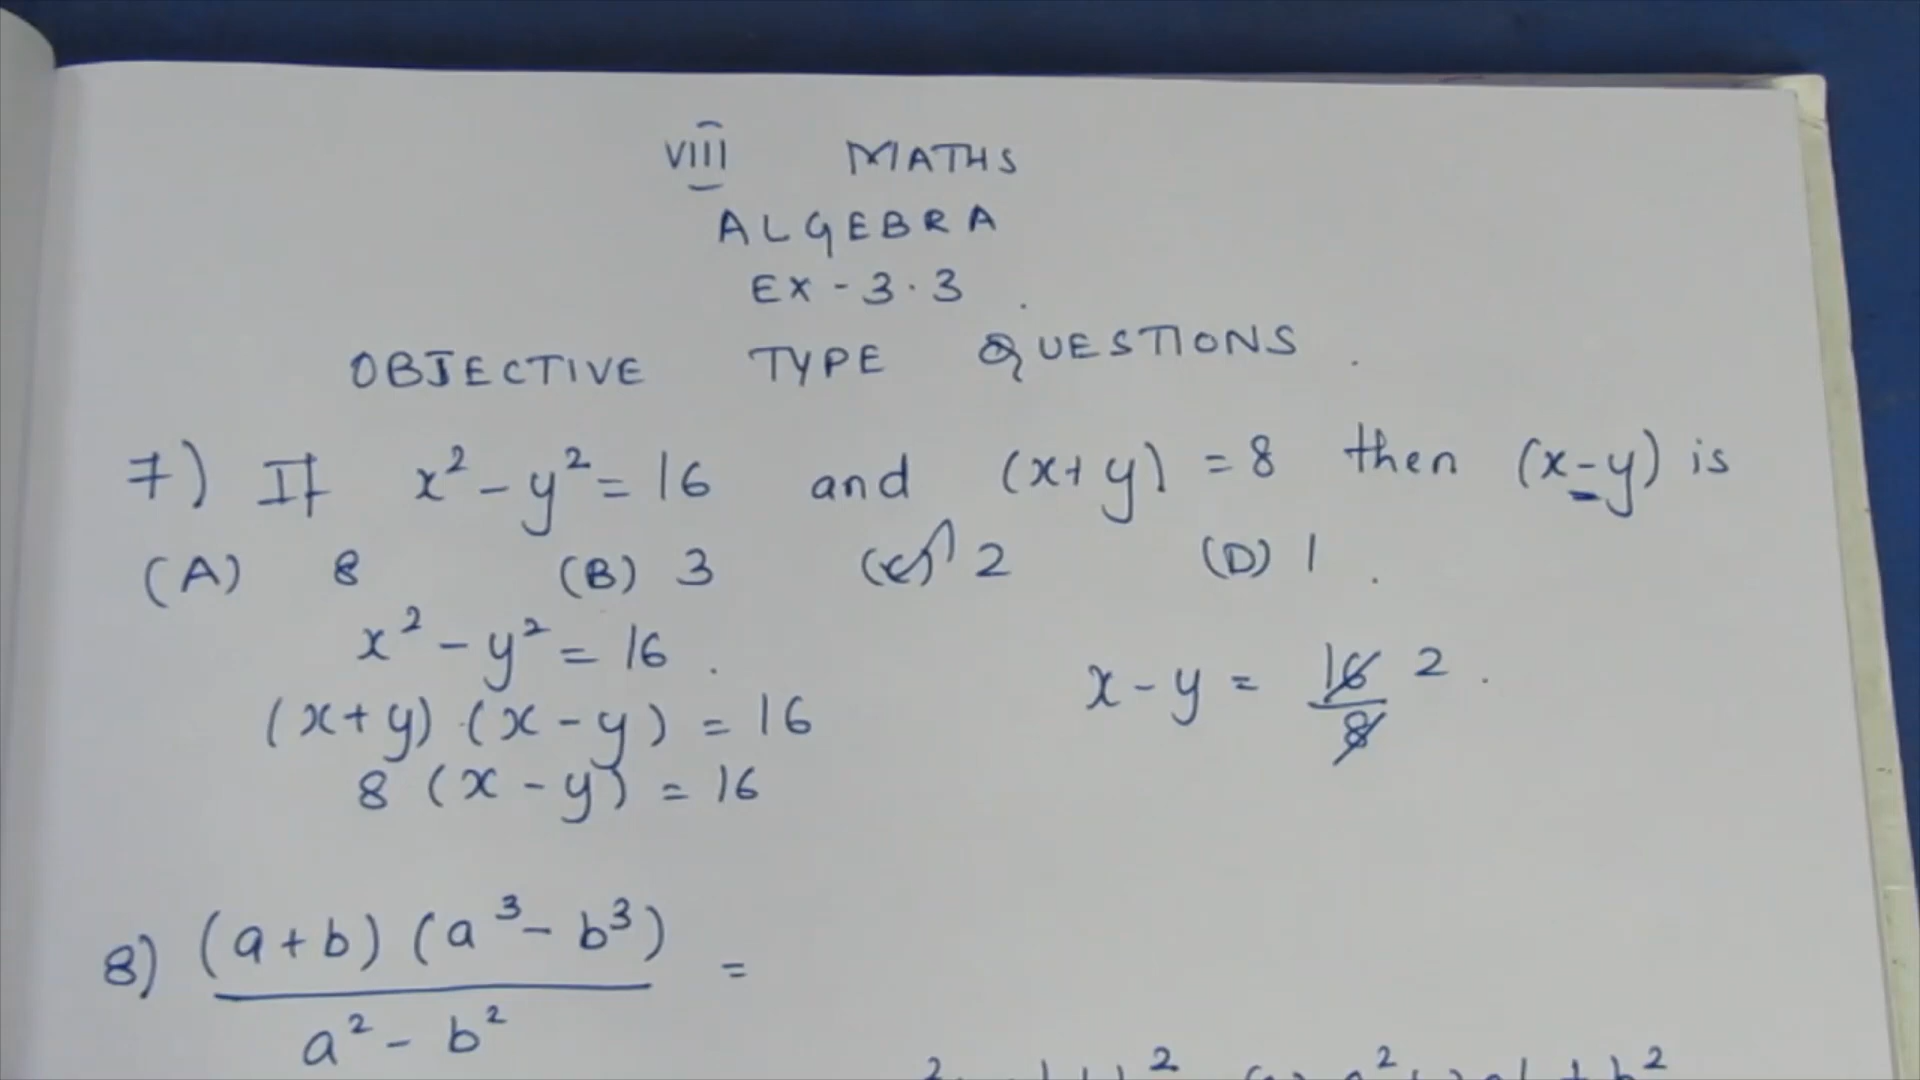 VIII MATHS
ALGEBRA
EX - 3.3
OBJECTIVE TYPE QUESTIONS.
7) If x² - y² = 16 and (x+y) = 8 then (x-y) is
(A) 8 (B) 3 (C) 2 (D) 1.
x² - y² = 16.
(x+y) (x-y) = 16
8 (x-y) = 16
x - y = 16/8 2.
8) (a+b) (a³ - b³) / a² - b² =